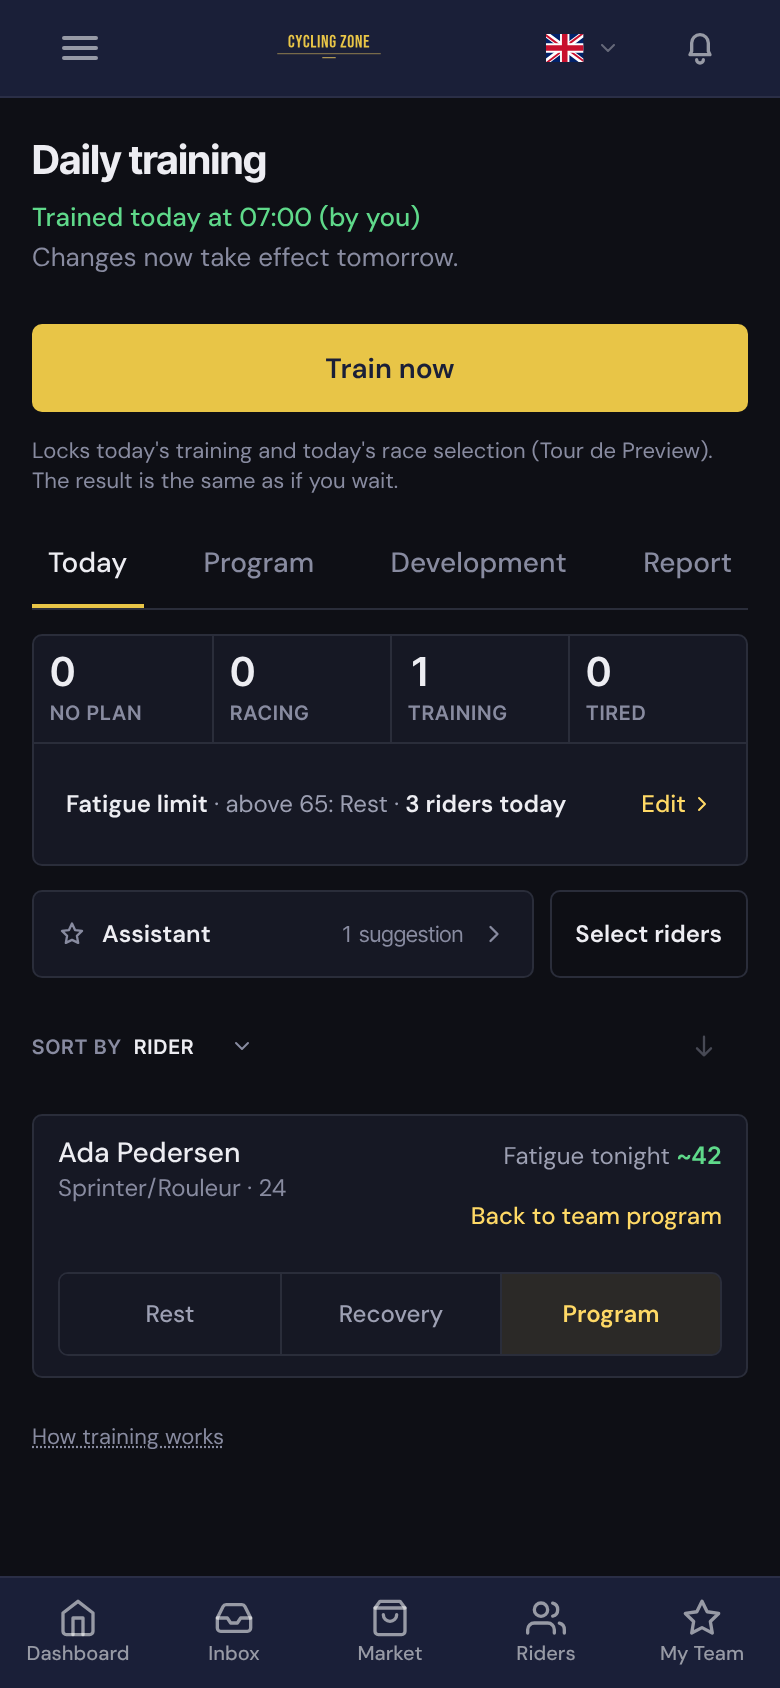 CYCLING ZONE
Daily training
Trained today at 07:00 (by you)
Changes now take effect tomorrow.
Train now
Locks today's training and today's race selection (Tour de Preview).
The result is the same as if you wait.
Today Program Development Report
0 0 1 0
NO PLAN RACING TRAINING TIRED
Fatigue limit · above 65: Rest · 3 riders today Edit
Assistant 1 suggestion Select riders
SORT BY RIDER
Ada Pedersen Fatigue tonight ~42
Sprinter/Rouleur · 24
Back to team program
Rest Recovery Program
How training works
Dashboard Inbox Market Riders My Team